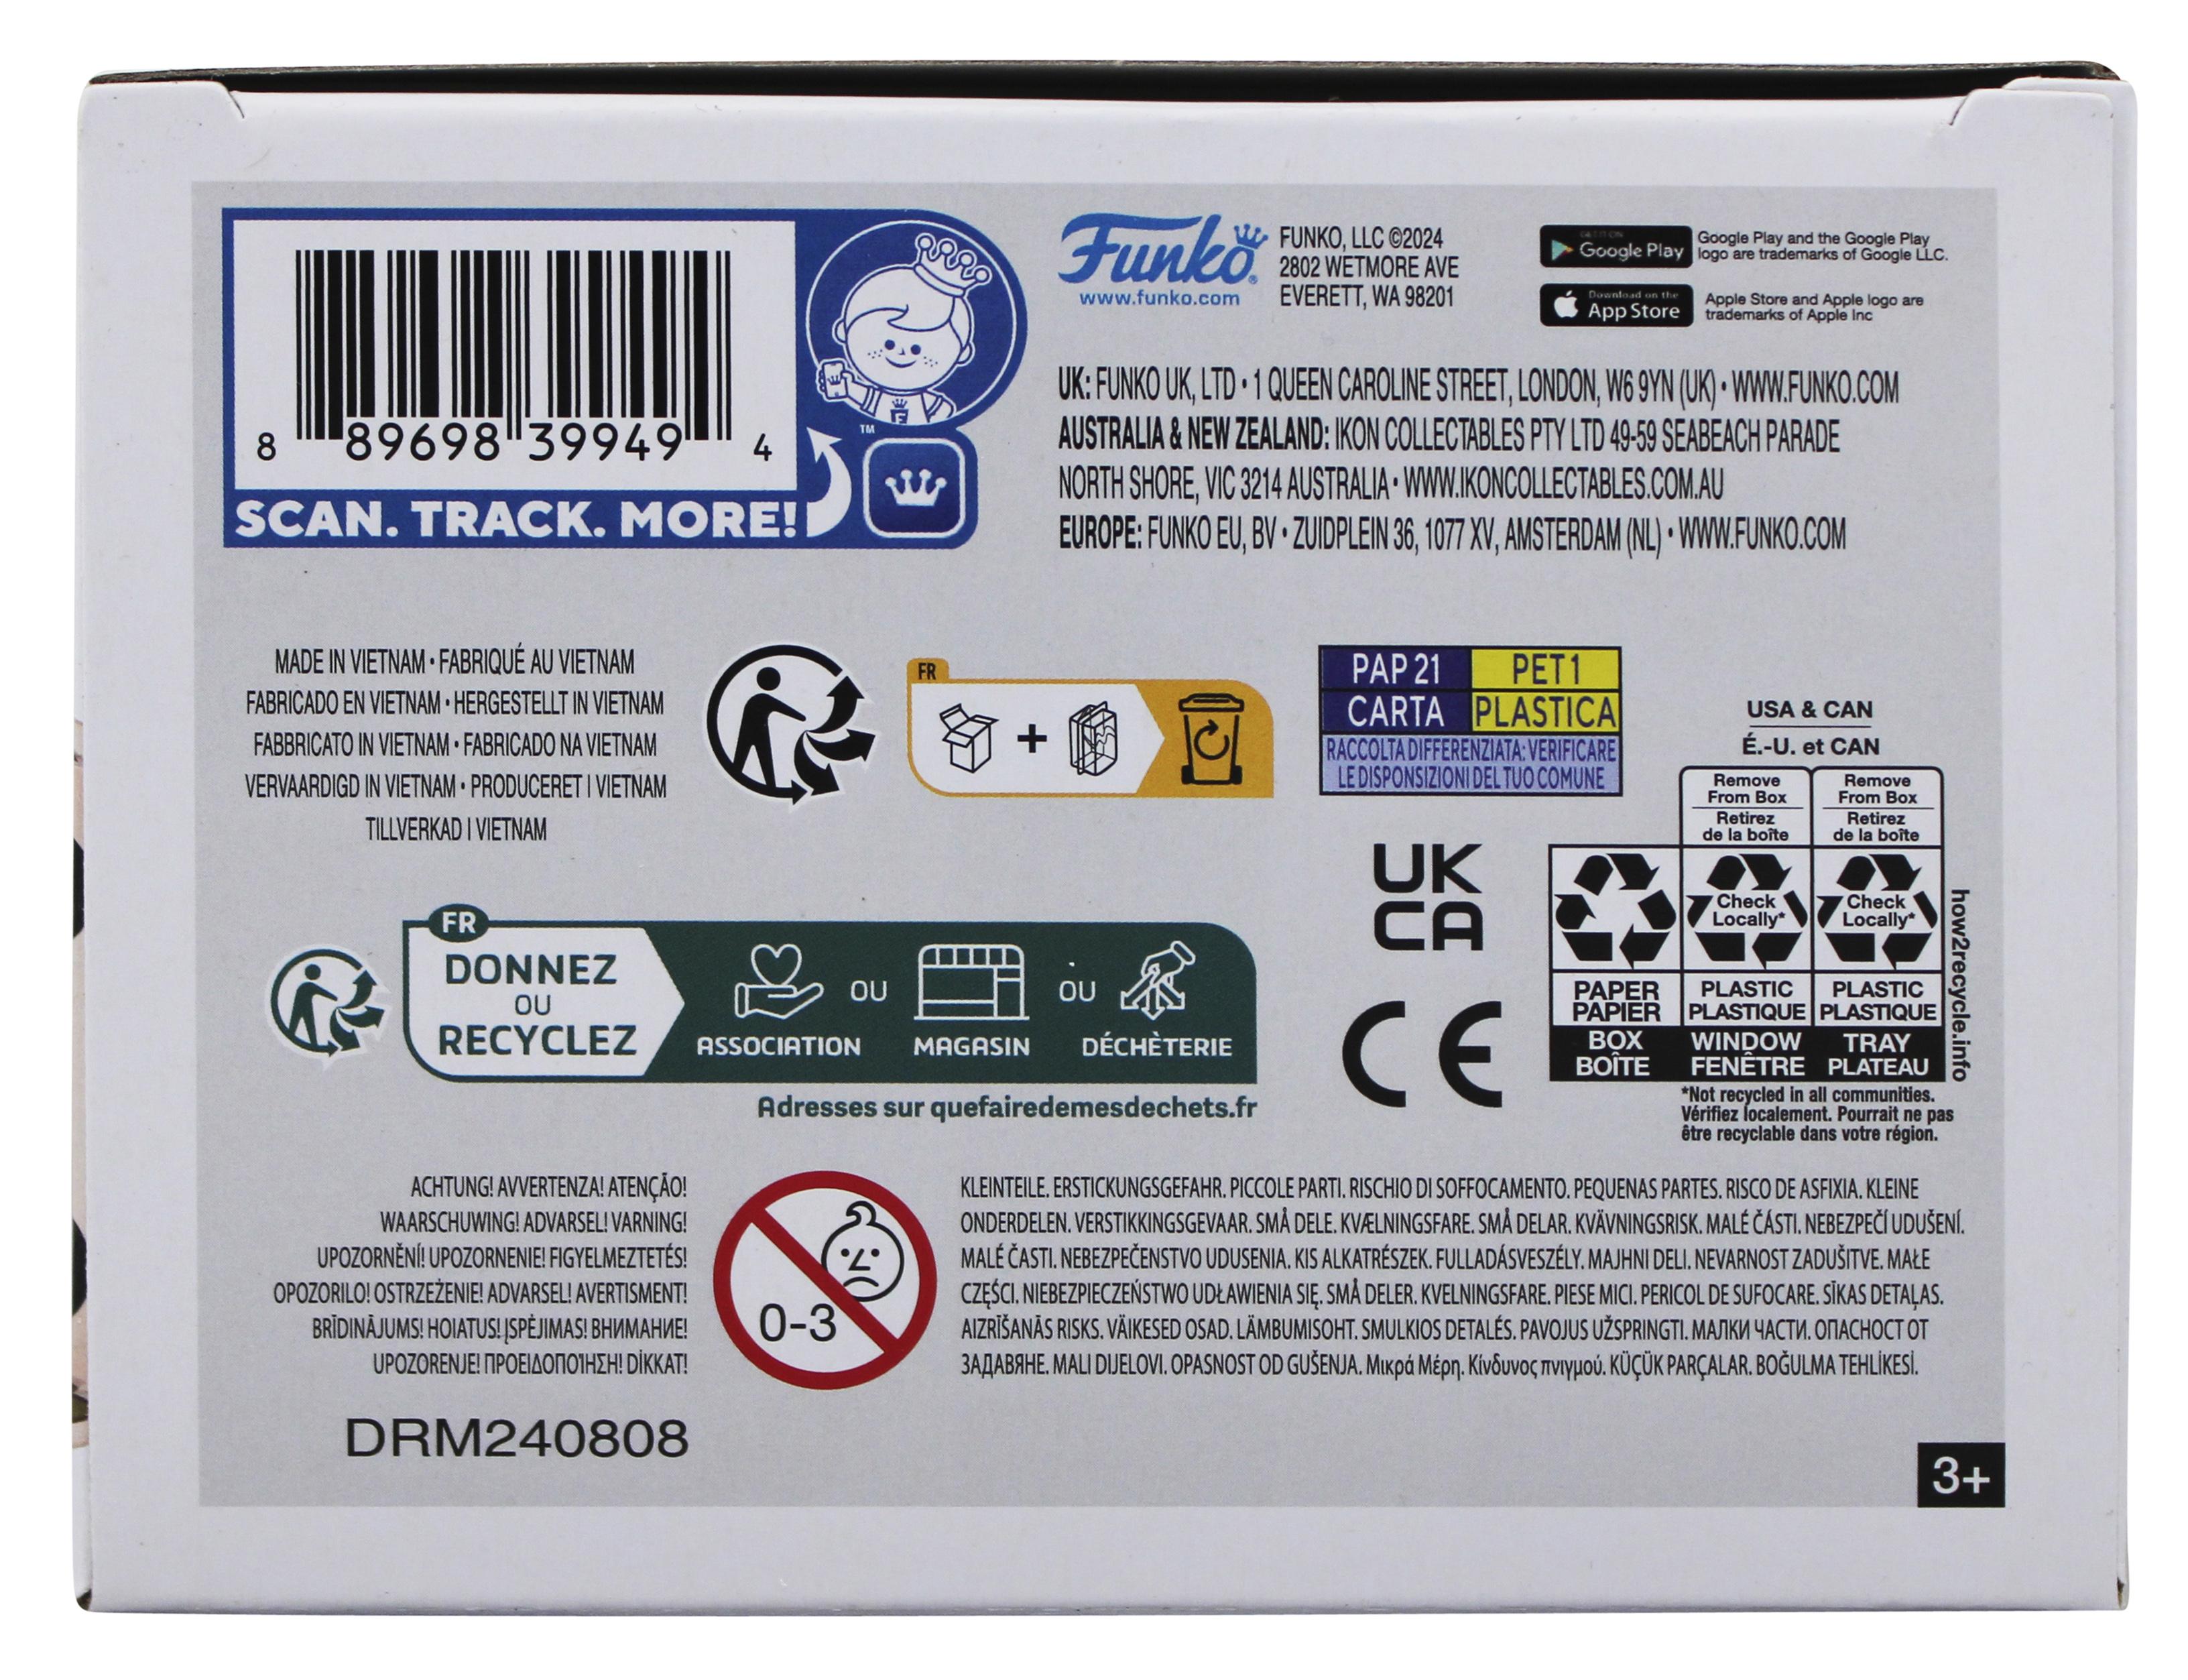 8 89698 39949 4
SCAN. TRACK. MORE!
TM
Funko®
www.funko.com
FUNKO, LLC ©2024
2802 WETMORE AVE
EVERETT, WA 98201
GET IT ON
Google Play
Google Play and the Google Play
logo are trademarks of Google LLC.
Download on the
App Store
Apple Store and Apple logo are
trademarks of Apple Inc
UK: FUNKO UK, LTD • 1 QUEEN CAROLINE STREET, LONDON, W6 9YN (UK) • WWW.FUNKO.COM
AUSTRALIA & NEW ZEALAND: IKON COLLECTABLES PTY LTD 49-59 SEABEACH PARADE
NORTH SHORE, VIC 3214 AUSTRALIA • WWW.IKONCOLLECTABLES.COM.AU
EUROPE: FUNKO EU, BV • ZUIDPLEIN 36, 1077 XV, AMSTERDAM (NL) • WWW.FUNKO.COM
MADE IN VIETNAM • FABRIQUÉ AU VIETNAM
FABRICADO EN VIETNAM • HERGESTELLT IN VIETNAM
FABBRICATO IN VIETNAM • FABRICADO NA VIETNAM
VERVAARDIGD IN VIETNAM • PRODUCERET I VIETNAM
TILLVERKAD I VIETNAM
FR
+
PAP 21 PET 1
CARTA PLASTICA
RACCOLTA DIFFERENZIATA: VERIFICARE
LE DISPONSIZIONI DEL TUO COMUNE
USA & CAN
É.-U. et CAN
Remove Remove
From Box From Box
Retirez Retirez
de la boîte de la boîte
Check Check
Locally* Locally*
PAPER PLASTIC PLASTIC
PAPIER PLASTIQUE PLASTIQUE
BOX WINDOW TRAY
BOÎTE FENÊTRE PLATEAU
how2recycle.info
*Not recycled in all communities.
Vérifiez localement. Pourrait ne pas
être recyclable dans votre région.
UK
CA
CE
FR
DONNEZ
OU
RECYCLEZ
OU OU
ASSOCIATION MAGASIN DÉCHÈTERIE
Adresses sur quefairedemesdechets.fr
ACHTUNG! AVVERTENZA! ATENÇÃO!
WAARSCHUWING! ADVARSEL! VARNING!
UPOZORNĚNÍ! UPOZORNENIE! FIGYELMEZTETÉS!
OPOZORILO! OSTRZEŻENIE! ADVARSEL! AVERTISMENT!
BRĪDINĀJUMS! HOIATUS! ĮSPĖJIMAS! ВНИМАНИЕ!
UPOZORENJE! ΠΡΟΕΙΔΟΠΟΊΗΣΗ! DİKKAT!
0-3
KLEINTEILE. ERSTICKUNGSGEFAHR. PICCOLE PARTI. RISCHIO DI SOFFOCAMENTO. PEQUENAS PARTES. RISCO DE ASFIXIA. KLEINE
ONDERDELEN. VERSTIKKINGSGEVAAR. SMÅ DELE. KVÆLNINGSFARE. SMÅ DELAR. KVÄVNINGSRISK. MALÉ ČÁSTI. NEBEZPEČÍ UDUŠENÍ.
MALÉ ČASTI. NEBEZPEČENSTVO UDUSENIA. KIS ALKATRÉSZEK. FULLADÁSVESZÉLY. MAJHNI DELI. NEVARNOST ZADUŠITVE. MAŁE
CZĘŚCI. NIEBEZPIECZEŃSTWO UDŁAWIENIA SIĘ. SMÅ DELER. KVELNINGSFARE. PIESE MICI. PERICOL DE SUFOCARE. SĪKAS DETAĻAS.
AIZRĪŠANĀS RISKS. VÄIKESED OSAD. LÄMBUMISOHT. SMULKIOS DETALĖS. PAVOJUS UŽSPRINGTI. МАЛКИ ЧАСТИ. ОПАСНОСТ ОТ
ЗАДАВЯНЕ. MALI DIJELOVI. OPASNOST OD GUŠENJA. Μικρά Μέρη. Κίνδυνος πνιγμού. KÜÇÜK PARÇALAR. BOĞULMA TEHLİKESİ.
DRM240808
3+